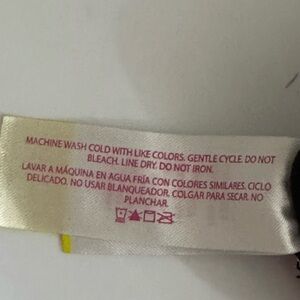 MACHINE WASH COLD WITH LIKE COLORS. GENTLE CYCLE. DO NOT
BLEACH. LINE DRY. DO NOT IRON.
LAVAR A MÁQUINA EN AGUA FRÍA CON COLORES SIMILARES. CICLO
DELICADO. NO USAR BLANQUEADOR. COLGAR PARA SECAR. NO
PLANCHAR.